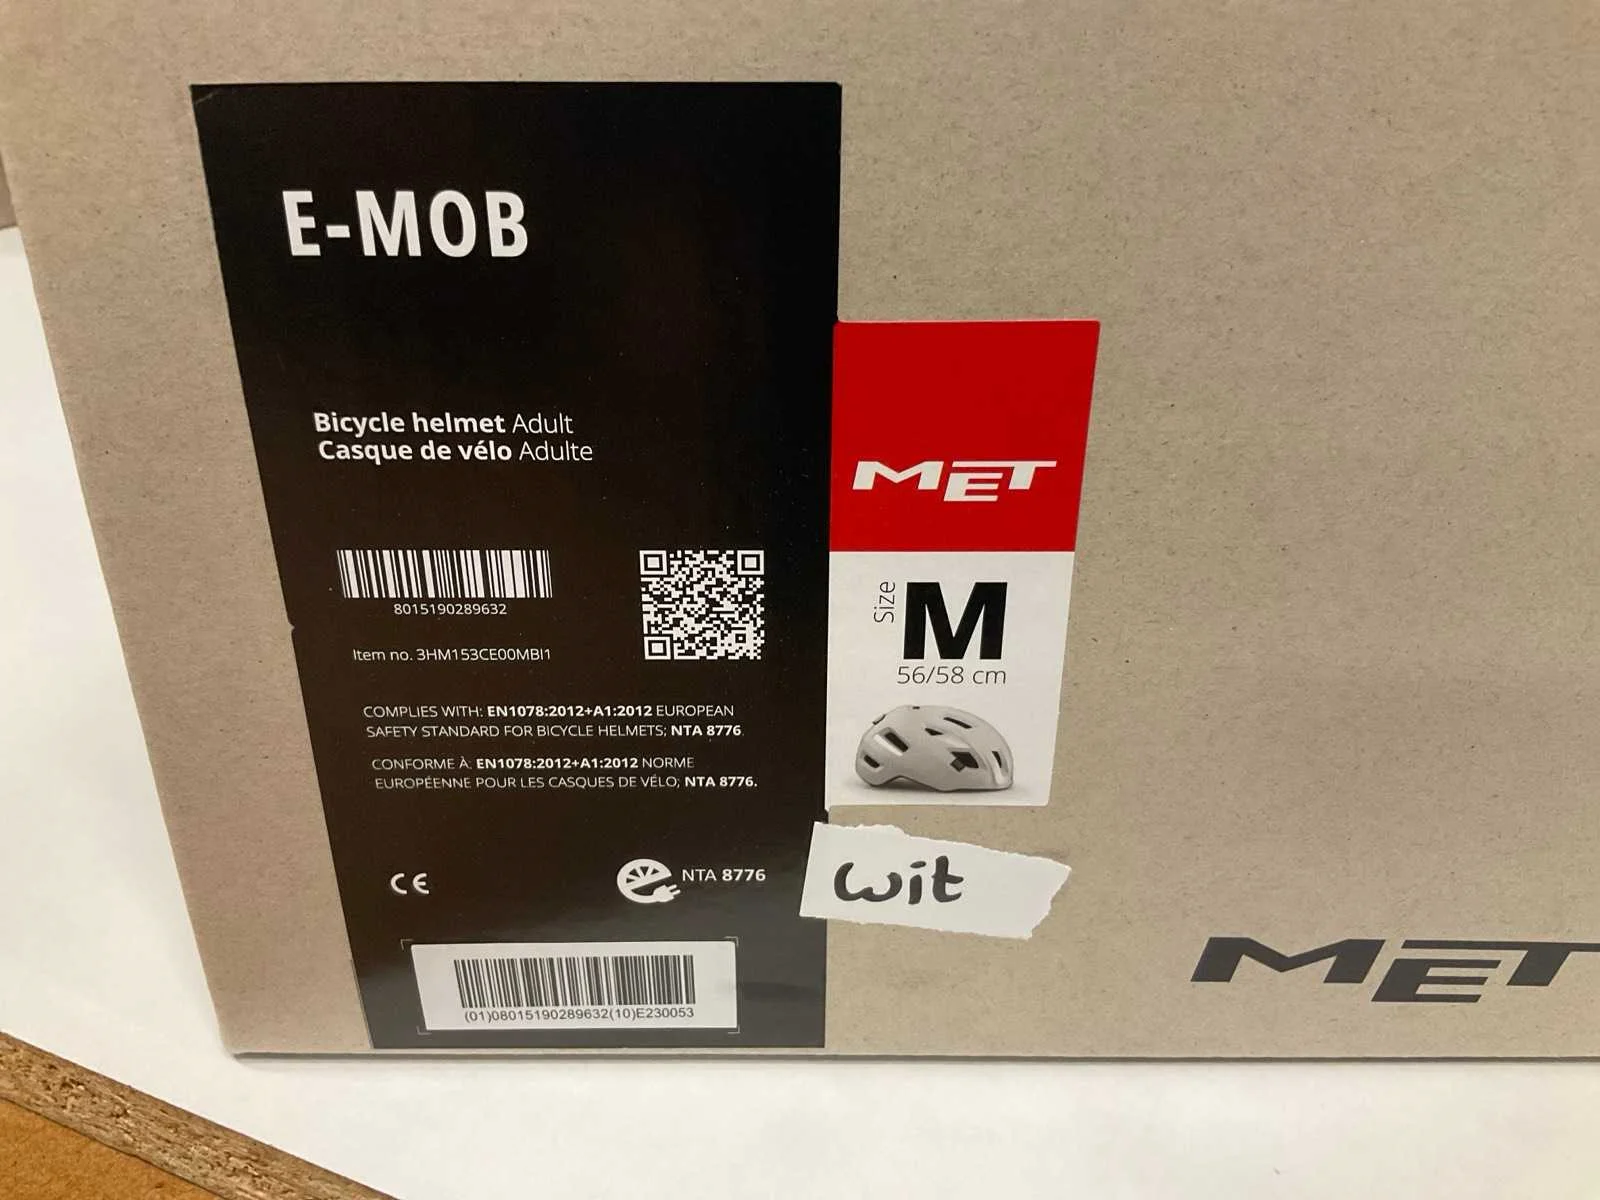 E-MOB
Bicycle helmet Adult
Casque de vélo Adulte
8015190289632
Item no. 3HM153CE00MBI1
COMPLIES WITH: EN1078:2012+A1:2012 EUROPEAN
SAFETY STANDARD FOR BICYCLE HELMETS; NTA 8776.
CONFORME À: EN1078:2012+A1:2012 NORME
EUROPÉENNE POUR LES CASQUES DE VÉLO; NTA 8776.
CE
NTA 8776
(01)08015190289632(10)E230053
MET
Size
M
56/58 cm
wit
MET